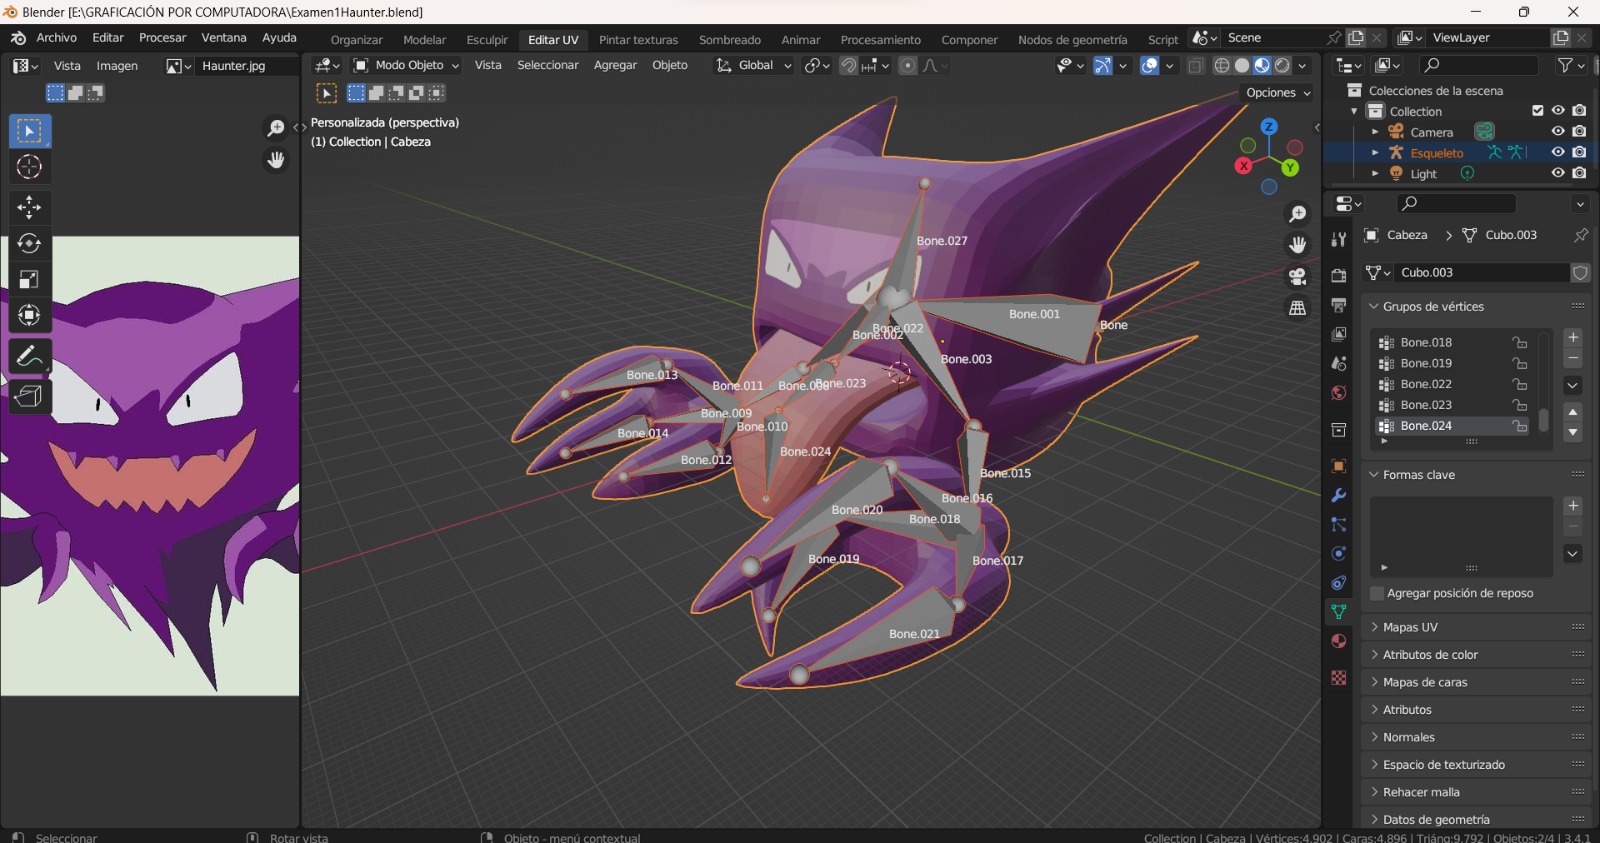 Blender [E:\GRAFICACIÓN POR COMPUTADORA\Examen1Haunter.blend]
Archivo Editar Procesar Ventana Ayuda Organizar Modelar Esculpir Editar UV Pintar texturas Sombreado Animar Procesamiento Componer Nodos de geometría Script Scene ViewLayer
Vista Imagen Haunter.jpg Modo Objeto Vista Seleccionar Agregar Objeto Global
Opciones
Personalizada (perspectiva)
(1) Collection | Cabeza
Colecciones de la escena
Collection
Camera
Esqueleto
Light
Z
X
Y
Cabeza > Cubo.003
Cubo.003
Grupos de vértices
Bone.018
Bone.019
Bone.022
Bone.023
Bone.024
Formas clave
Agregar posición de reposo
Mapas UV
Atributos de color
Mapas de caras
Atributos
Normales
Espacio de texturizado
Rehacer malla
Datos de geometría
Bone.027
Bone.001
Bone
Bone.022
Bone.002
Bone.003
Bone.013
Bone.011
Bone.023
Bone.009
Bone.010
Bone.014
Bone.024
Bone.012
Bone.015
Bone.016
Bone.020
Bone.018
Bone.019
Bone.017
Bone.021
Seleccionar Rotar vista Objeto - menú contextual Collection | Cabeza | Vértices:4,902 | Caras:4,896 | Triáng:9,792 | Objetos:2/4 | 3.4.1